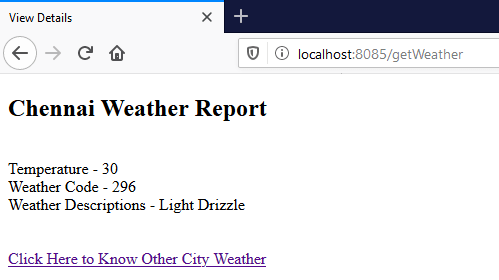 View Details
localhost:8085/getWeather
Chennai Weather Report
Temperature - 30
Weather Code - 296
Weather Descriptions - Light Drizzle
Click Here to Know Other City Weather